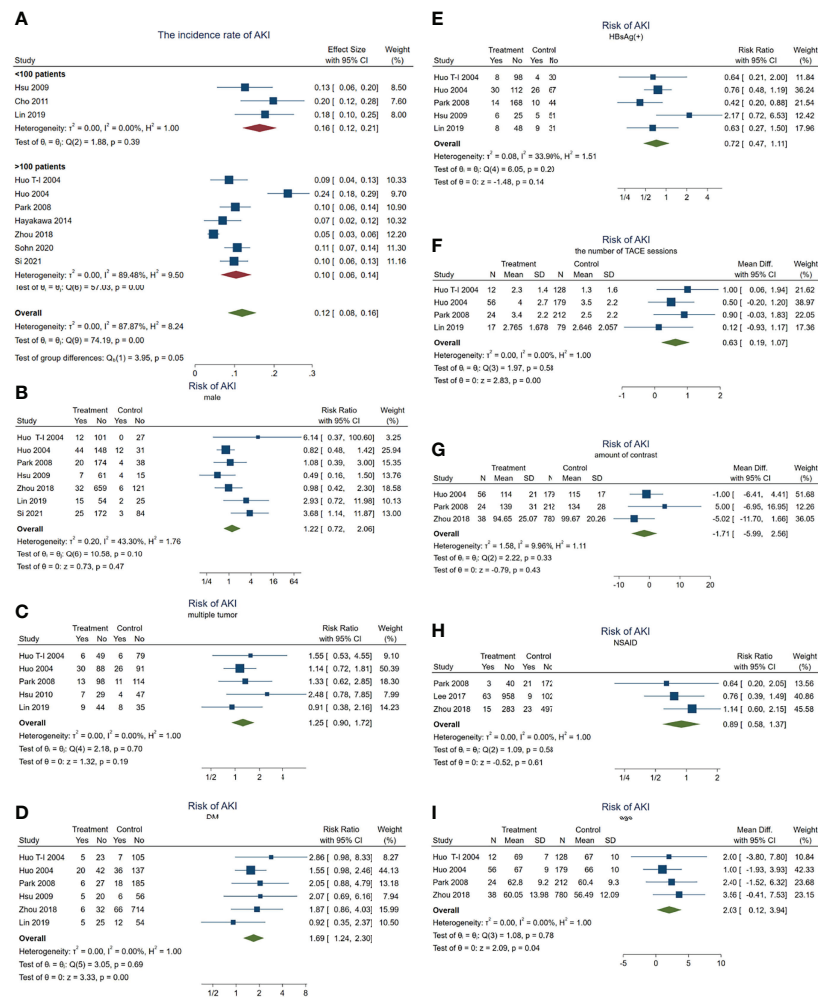 A
The incidence rate of AKI
Effect Size Weight
Study with 95% CI (%)
<100 patients
Hsu 2009 0.13 [ 0.06, 0.20] 8.50
Cho 2011 0.20 [ 0.12, 0.28] 7.60
Lin 2019 0.18 [ 0.10, 0.25] 8.00
Heterogeneity: τ² = 0.00, I² = 0.00%, H² = 1.00 0.16 [ 0.12, 0.21]
Test of θi = θj: Q(2) = 1.88, p = 0.39
>100 patients
Huo T-I 2004 0.09 [ 0.04, 0.13] 10.33
Huo 2004 0.24 [ 0.18, 0.29] 9.70
Park 2008 0.10 [ 0.06, 0.14] 10.90
Hayakawa 2014 0.07 [ 0.02, 0.12] 10.32
Zhou 2018 0.05 [ 0.03, 0.06] 12.20
Sohn 2020 0.11 [ 0.07, 0.14] 11.30
Si 2021 0.10 [ 0.06, 0.13] 11.16
Heterogeneity: τ² = 0.00, I² = 89.48%, H² = 9.50 0.10 [ 0.06, 0.14]
Test of θi = θj: Q(6) = 57.03, p = 0.00
Overall 0.12 [ 0.08, 0.16]
Heterogeneity: τ² = 0.00, I² = 87.87%, H² = 8.24
Test of θi = θj: Q(9) = 74.19, p = 0.00
Test of group differences: Qb(1) = 3.95, p = 0.05
0 .1 .2 .3
B
Risk of AKI
male
Treatment Control Risk Ratio Weight
Study Yes No Yes No with 95% CI (%)
Huo T-I 2004 12 101 0 27 6.14 [ 0.37, 100.60] 3.25
Huo 2004 44 148 12 31 0.82 [ 0.48, 1.42] 25.94
Park 2008 20 174 4 38 1.08 [ 0.39, 3.00] 15.35
Hsu 2009 7 61 4 15 0.49 [ 0.16, 1.50] 13.76
Zhou 2018 32 659 6 121 0.98 [ 0.42, 2.30] 18.58
Lin 2019 15 54 2 25 2.93 [ 0.72, 11.98] 10.13
Si 2021 25 172 3 84 3.68 [ 1.14, 11.87] 13.00
Overall 1.22 [ 0.72, 2.06]
Heterogeneity: τ² = 0.20, I² = 43.30%, H² = 1.76
Test of θi = θj: Q(6) = 10.58, p = 0.10
Test of θ = 0: z = 0.73, p = 0.47
1/4 1 4 16 64
C
Risk of AKI
multiple tumor
Treatment Control Risk Ratio Weight
Study Yes No Yes No with 95% CI (%)
Huo T-I 2004 6 49 6 79 1.55 [ 0.53, 4.55] 9.10
Huo 2004 30 88 26 91 1.14 [ 0.72, 1.81] 50.39
Park 2008 13 98 11 114 1.33 [ 0.62, 2.85] 18.30
Hsu 2010 7 29 4 47 2.48 [ 0.78, 7.85] 7.99
Lin 2019 9 44 8 35 0.91 [ 0.38, 2.16] 14.23
Overall 1.25 [ 0.90, 1.72]
Heterogeneity: τ² = 0.00, I² = 0.00%, H² = 1.00
Test of θi = θj: Q(4) = 2.18, p = 0.70
Test of θ = 0: z = 1.32, p = 0.19
1/2 1 2 4
D
Risk of AKI
DM
Treatment Control Risk Ratio Weight
Study Yes No Yes No with 95% CI (%)
Huo T-I 2004 5 23 7 105 2.86 [ 0.98, 8.33] 8.27
Huo 2004 20 42 36 137 1.55 [ 0.98, 2.46] 44.13
Park 2008 6 27 18 185 2.05 [ 0.88, 4.79] 13.18
Hsu 2009 5 20 6 56 2.07 [ 0.69, 6.16] 7.94
Zhou 2018 6 32 66 714 1.87 [ 0.86, 4.03] 15.99
Lin 2019 5 25 12 54 0.92 [ 0.35, 2.37] 10.50
Overall 1.69 [ 1.24, 2.30]
Heterogeneity: τ² = 0.00, I² = 0.00%, H² = 1.00
Test of θi = θj: Q(5) = 3.05, p = 0.69
Test of θ = 0: z = 3.33, p = 0.00
1/2 1 2 4 8
E
Risk of AKI
HBsAg(+)
Treatment Control Risk Ratio Weight
Study Yes No Yes No with 95% CI (%)
Huo T-I 2004 8 98 4 30 0.64 [ 0.21, 2.00] 11.84
Huo 2004 30 112 26 67 0.76 [ 0.48, 1.19] 36.24
Park 2008 14 168 10 44 0.42 [ 0.20, 0.88] 21.54
Hsu 2009 6 25 5 51 2.17 [ 0.72, 6.53] 12.42
Lin 2019 8 48 9 31 0.63 [ 0.27, 1.50] 17.96
Overall 0.72 [ 0.47, 1.11]
Heterogeneity: τ² = 0.08, I² = 33.99%, H² = 1.51
Test of θi = θj: Q(4) = 6.05, p = 0.20
Test of θ = 0: z = -1.48, p = 0.14
1/4 1/2 1 2 4
F
Risk of AKI
the number of TACE sessions
Treatment Control Mean Diff. Weight
Study N Mean SD N Mean SD with 95% CI (%)
Huo T-I 2004 12 2.3 1.4 128 1.3 1.6 1.00 [ 0.06, 1.94] 21.62
Huo 2004 56 4 2.7 179 3.5 2.2 0.50 [ -0.20, 1.20] 38.97
Park 2008 24 3.4 2.2 212 2.5 2.2 0.90 [ -0.03, 1.83] 22.05
Lin 2019 17 2.765 1.678 79 2.646 2.057 0.12 [ -0.93, 1.17] 17.36
Overall 0.63 [ 0.19, 1.07]
Heterogeneity: τ² = 0.00, I² = 0.00%, H² = 1.00
Test of θi = θj: Q(3) = 1.97, p = 0.58
Test of θ = 0: z = 2.83, p = 0.00
-1 0 1 2
G
Risk of AKI
amount of contrast
Treatment Control Mean Diff. Weight
Study N Mean SD N Mean SD with 95% CI (%)
Huo 2004 56 114 21 179 115 17 -1.00 [ -6.41, 4.41] 51.68
Park 2008 24 139 31 212 134 28 5.00 [ -6.95, 16.95] 12.26
Zhou 2018 38 94.65 25.07 780 99.67 20.26 -5.02 [ -11.70, 1.66] 36.05
Overall -1.71 [ -5.99, 2.56]
Heterogeneity: τ² = 1.58, I² = 9.96%, H² = 1.11
Test of θi = θj: Q(2) = 2.22, p = 0.33
Test of θ = 0: z = -0.79, p = 0.43
-10 0 10 20
H
Risk of AKI
NSAID
Treatment Control Risk Ratio Weight
Study Yes No Yes No with 95% CI (%)
Park 2008 3 40 21 172 0.64 [ 0.20, 2.05] 13.56
Lee 2017 63 958 9 102 0.76 [ 0.39, 1.49] 40.86
Zhou 2018 15 283 23 497 1.14 [ 0.60, 2.15] 45.58
Overall 0.89 [ 0.58, 1.37]
Heterogeneity: τ² = 0.00, I² = 0.00%, H² = 1.00
Test of θi = θj: Q(2) = 1.09, p = 0.58
Test of θ = 0: z = -0.52, p = 0.61
1/4 1/2 1 2
I
Risk of AKI
age
Treatment Control Mean Diff. Weight
Study N Mean SD N Mean SD with 95% CI (%)
Huo T-I 2004 12 69 7 128 67 10 2.00 [ -3.80, 7.80] 10.84
Huo 2004 56 67 9 179 66 10 1.00 [ -1.93, 3.93] 42.33
Park 2008 24 62.8 9.2 212 60.4 9.3 2.40 [ -1.52, 6.32] 23.68
Zhou 2018 38 60.05 13.98 780 56.49 12.09 3.56 [ -0.41, 7.53] 23.15
Overall 2.03 [ 0.12, 3.94]
Heterogeneity: τ² = 0.00, I² = 0.00%, H² = 1.00
Test of θi = θj: Q(3) = 1.08, p = 0.78
Test of θ = 0: z = 2.09, p = 0.04
-5 0 5 10